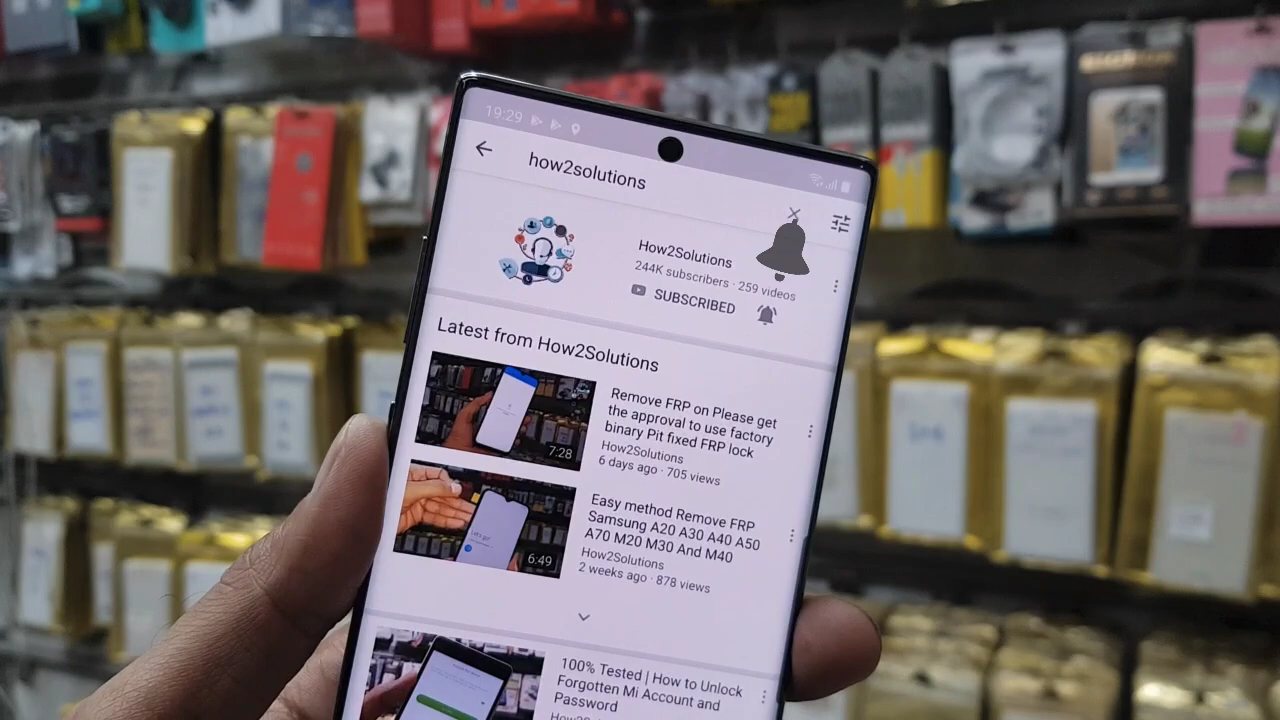 19:29
how2solutions
How2Solutions
244K subscribers · 259 videos
SUBSCRIBED
Latest from How2Solutions
7:28
Remove FRP on Please get
the approval to use factory
binary Pit fixed FRP lock
How2Solutions
6 days ago · 705 views
6:49
Easy method Remove FRP
Samsung A20 A30 A40 A50
A70 M20 M30 And M40
How2Solutions
2 weeks ago · 878 views
100% Tested | How to Unlock
Forgotten Mi Account and
Password